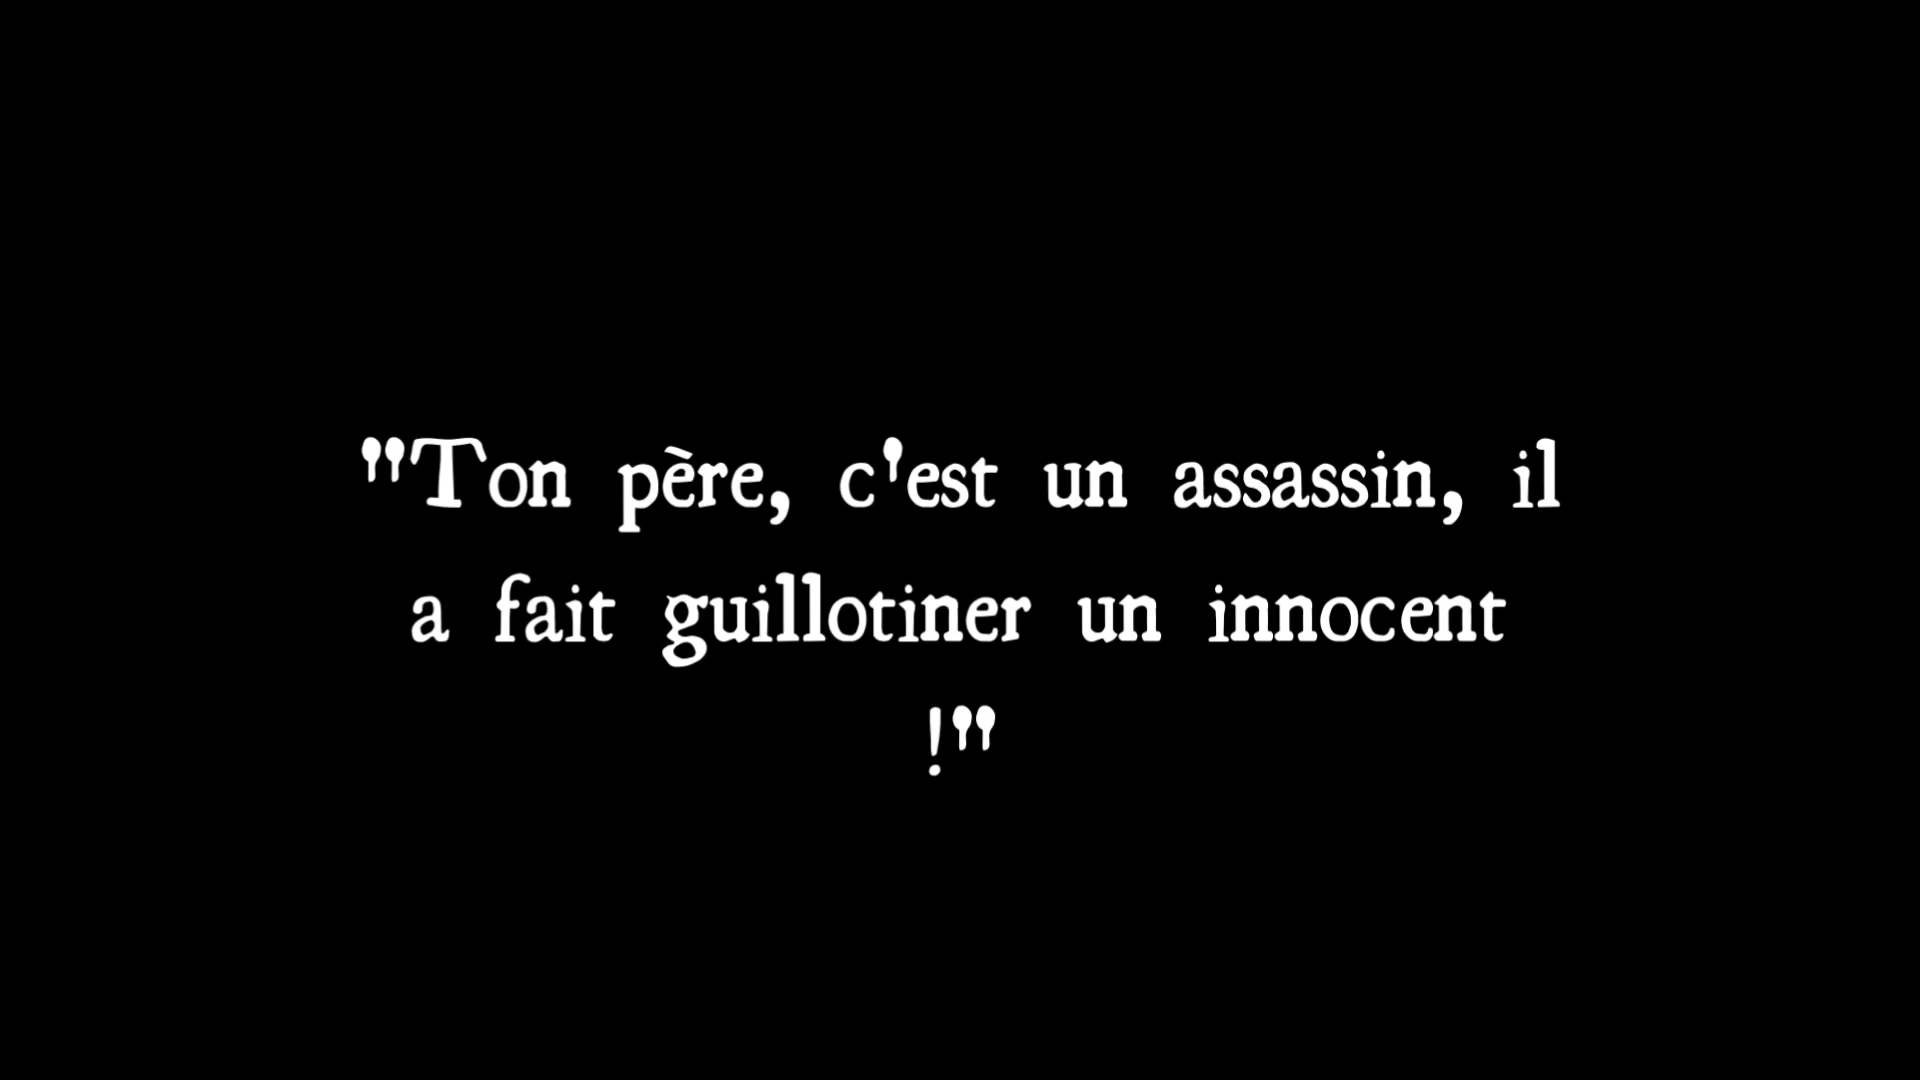 "Ton père, c'est un assassin, il
a fait guillotiner un innocent
!"